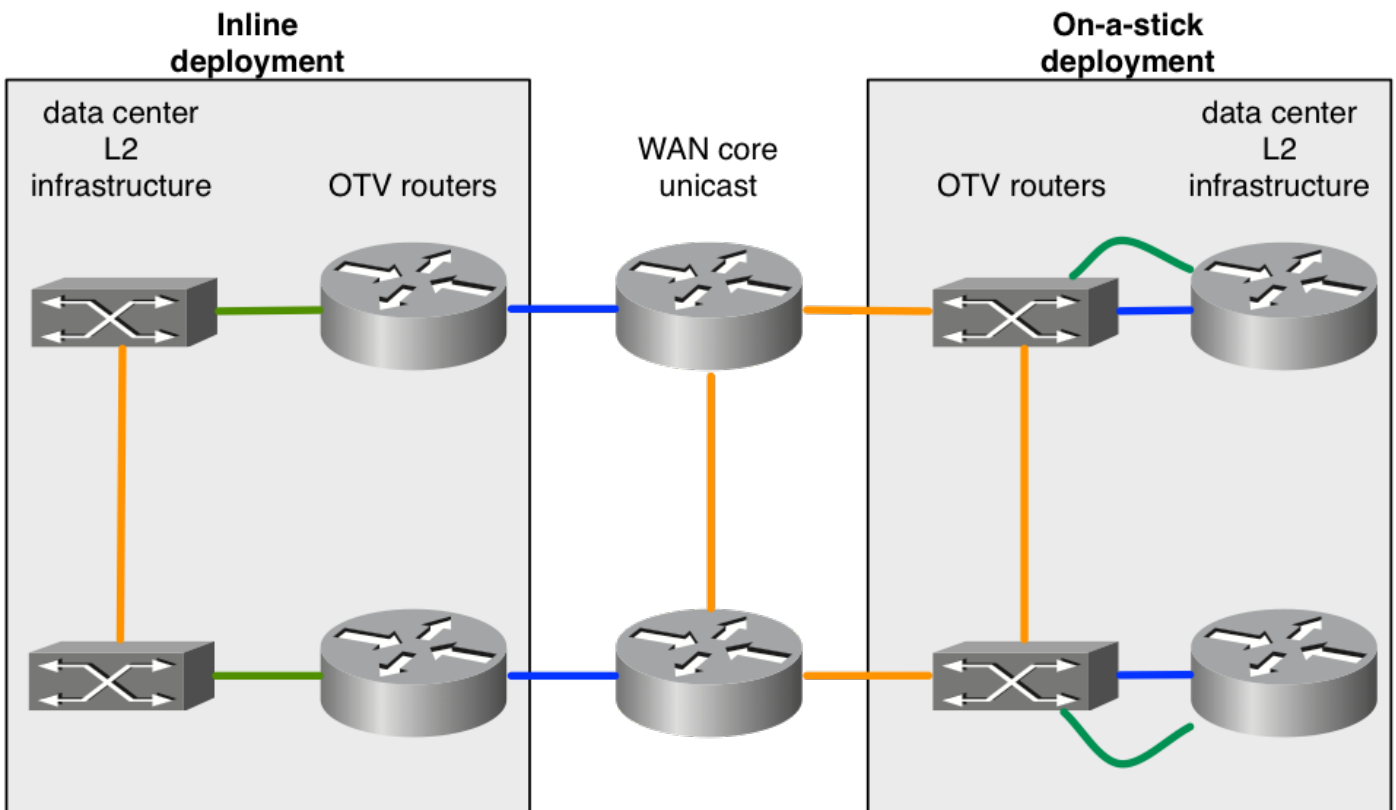 Inline
deployment
On-a-stick
deployment
data center
L2
infrastructure
OTV routers
WAN core
unicast
OTV routers
data center
L2
infrastructure